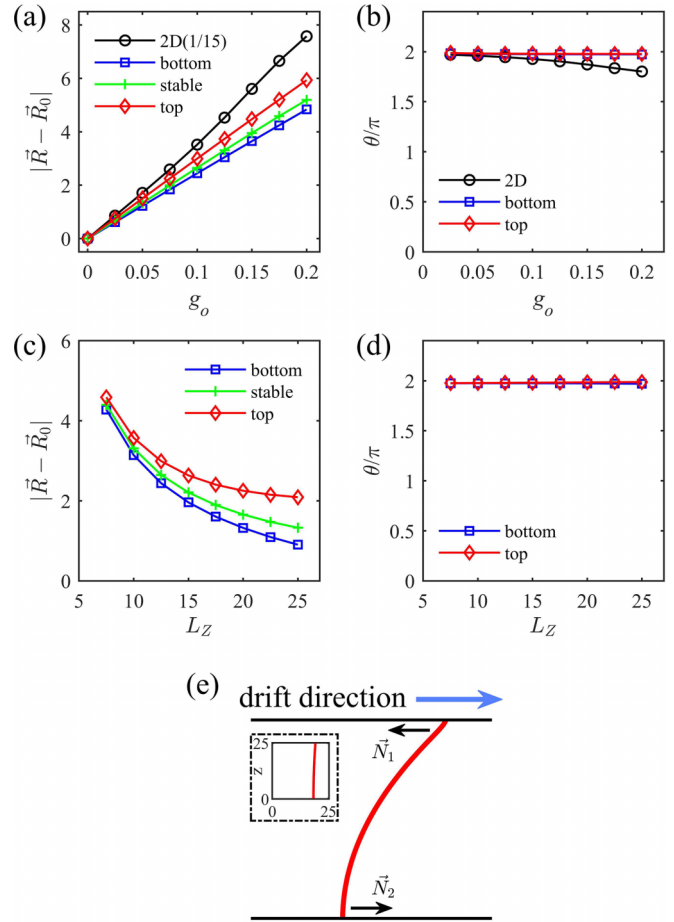 (a)
8
6
4
2
0
|R⃗ − R⃗₀|
2D(1/15)
bottom
stable
top
0 0.05 0.1 0.15 0.2
gₒ
(b)
2
1.5
1
0.5
0
θ/π
2D
bottom
top
0 0.05 0.1 0.15 0.2
gₒ
(c)
6
4
2
0
|R⃗ − R⃗₀|
bottom
stable
top
5 10 15 20 25
L_Z
(d)
2
1.5
1
0.5
0
θ/π
bottom
top
5 10 15 20 25
L_Z
(e)
drift direction
N⃗₁
25
z
0
0 25
N⃗₂